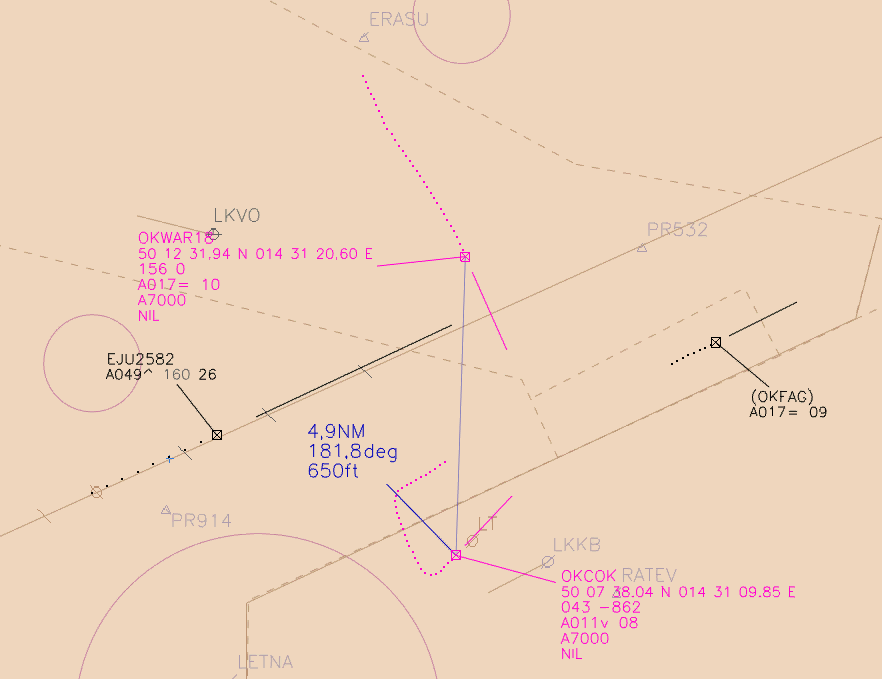 ERASU
LKVO
OKWAR18
50 12 31,94 N 014 31 20,60 E
156 0
A017= 10
A7000
NIL
PR532
EJU2582
A049^ 160 26
(OKFAG)
A017= 09
4,9NM
181,8deg
650ft
PR914
LT
LKKB
OKCOK RATEV
50 07 38.04 N 014 31 09.85 E
043 -862
A011v 08
A7000
NIL
LETNA